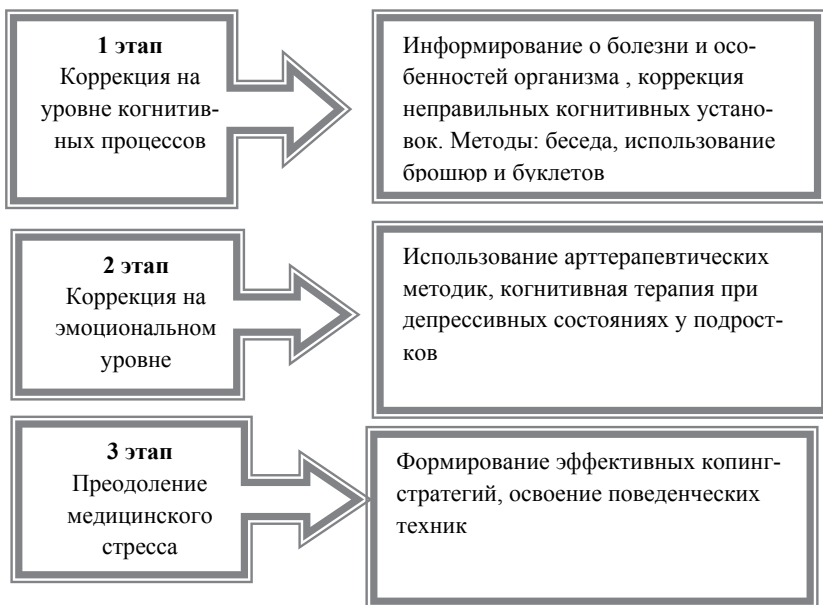 1 этап
Коррекция на
уровне когнитив-
ных процессов
Информирование о болезни и осо-
бенностей организма , коррекция
неправильных когнитивных устано-
вок. Методы: беседа, использование
брошюр и буклетов
2 этап
Коррекция на
эмоциональном
уровне
Использование арттерапевтических
методик, когнитивная терапия при
депрессивных состояниях у подрост-
ков
3 этап
Преодоление
медицинского
стресса
Формирование эффективных копинг-
стратегий, освоение поведенческих
техник